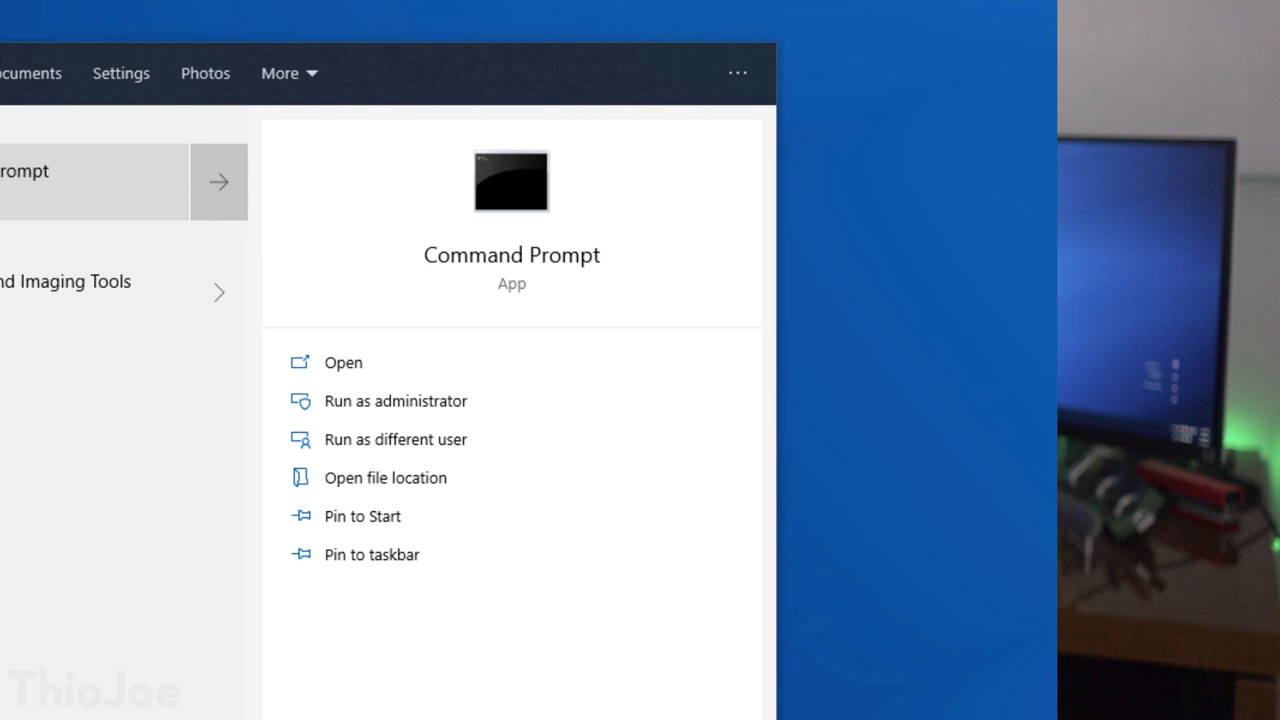 ocuments Settings Photos More
...
rompt
nd Imaging Tools
Command Prompt
App
Open
Run as administrator
Run as different user
Open file location
Pin to Start
Pin to taskbar
ThioJoe